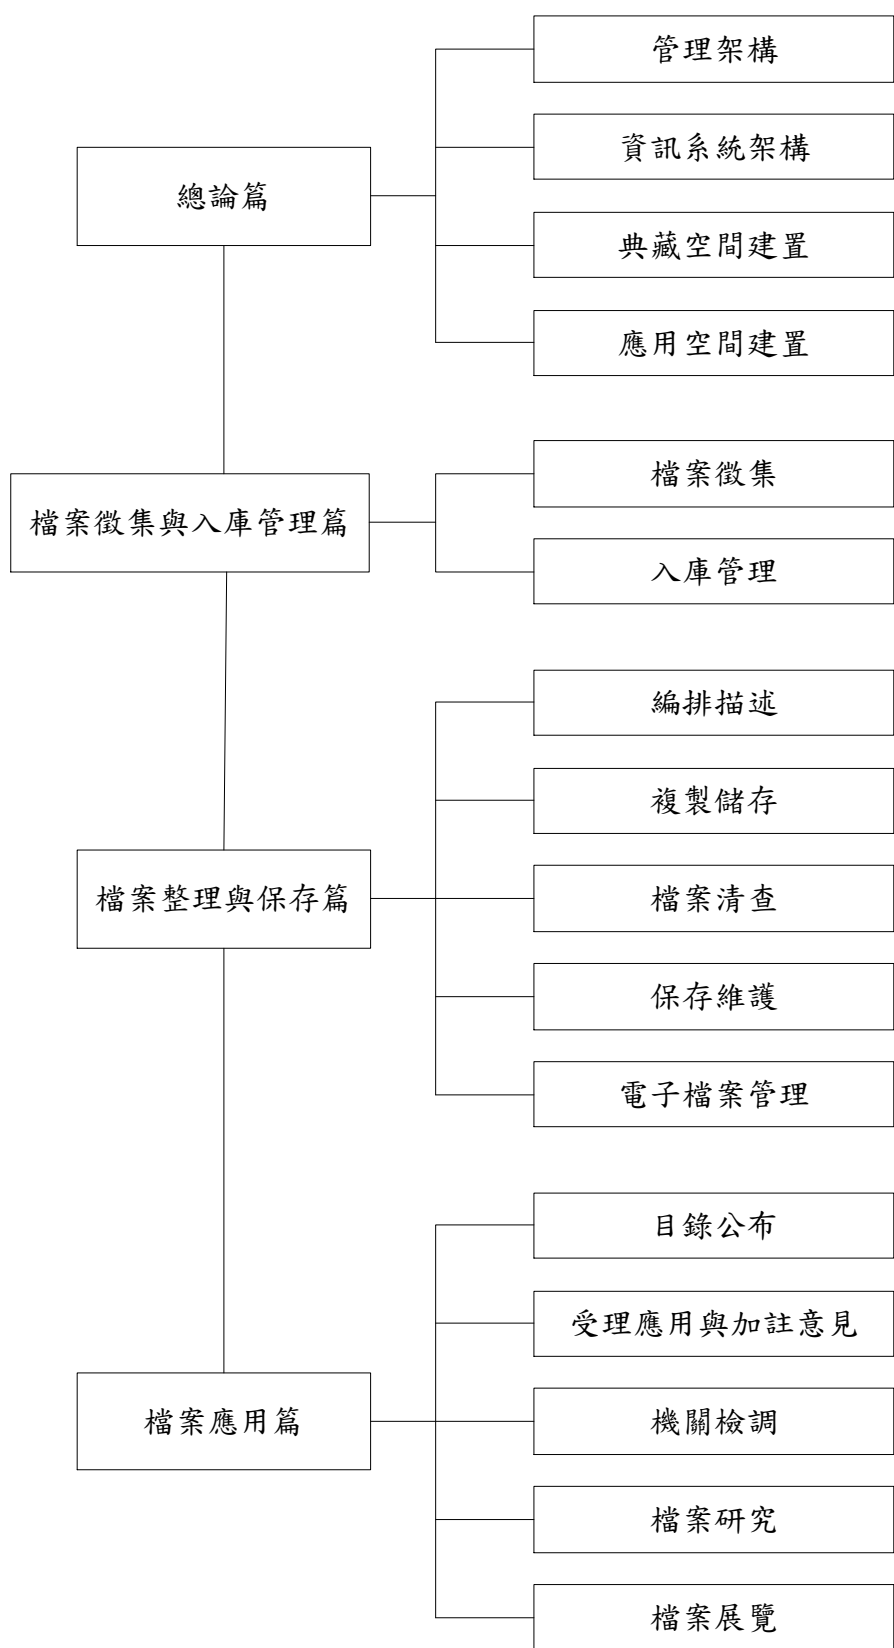 總論篇
管理架構
資訊系統架構
典藏空間建置
應用空間建置
檔案徵集與入庫管理篇
檔案徵集
入庫管理
檔案整理與保存篇
編排描述
複製儲存
檔案清查
保存維護
電子檔案管理
檔案應用篇
目錄公布
受理應用與加註意見
機關檢調
檔案研究
檔案展覽